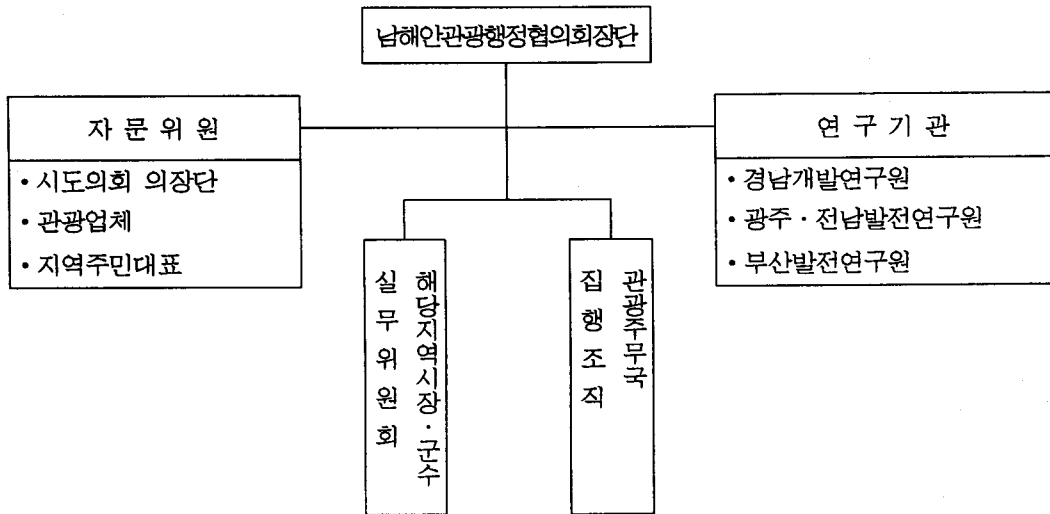 남해안관광행정협의회장단
자 문 위 원
• 시도의회 의장단
• 관광업체
• 지역주민대표
연 구 기 관
• 경남개발연구원
• 광주 · 전남발전연구원
• 부산발전연구원
실무위원회
해당지역시장 · 군수
집행조직
관광주무국